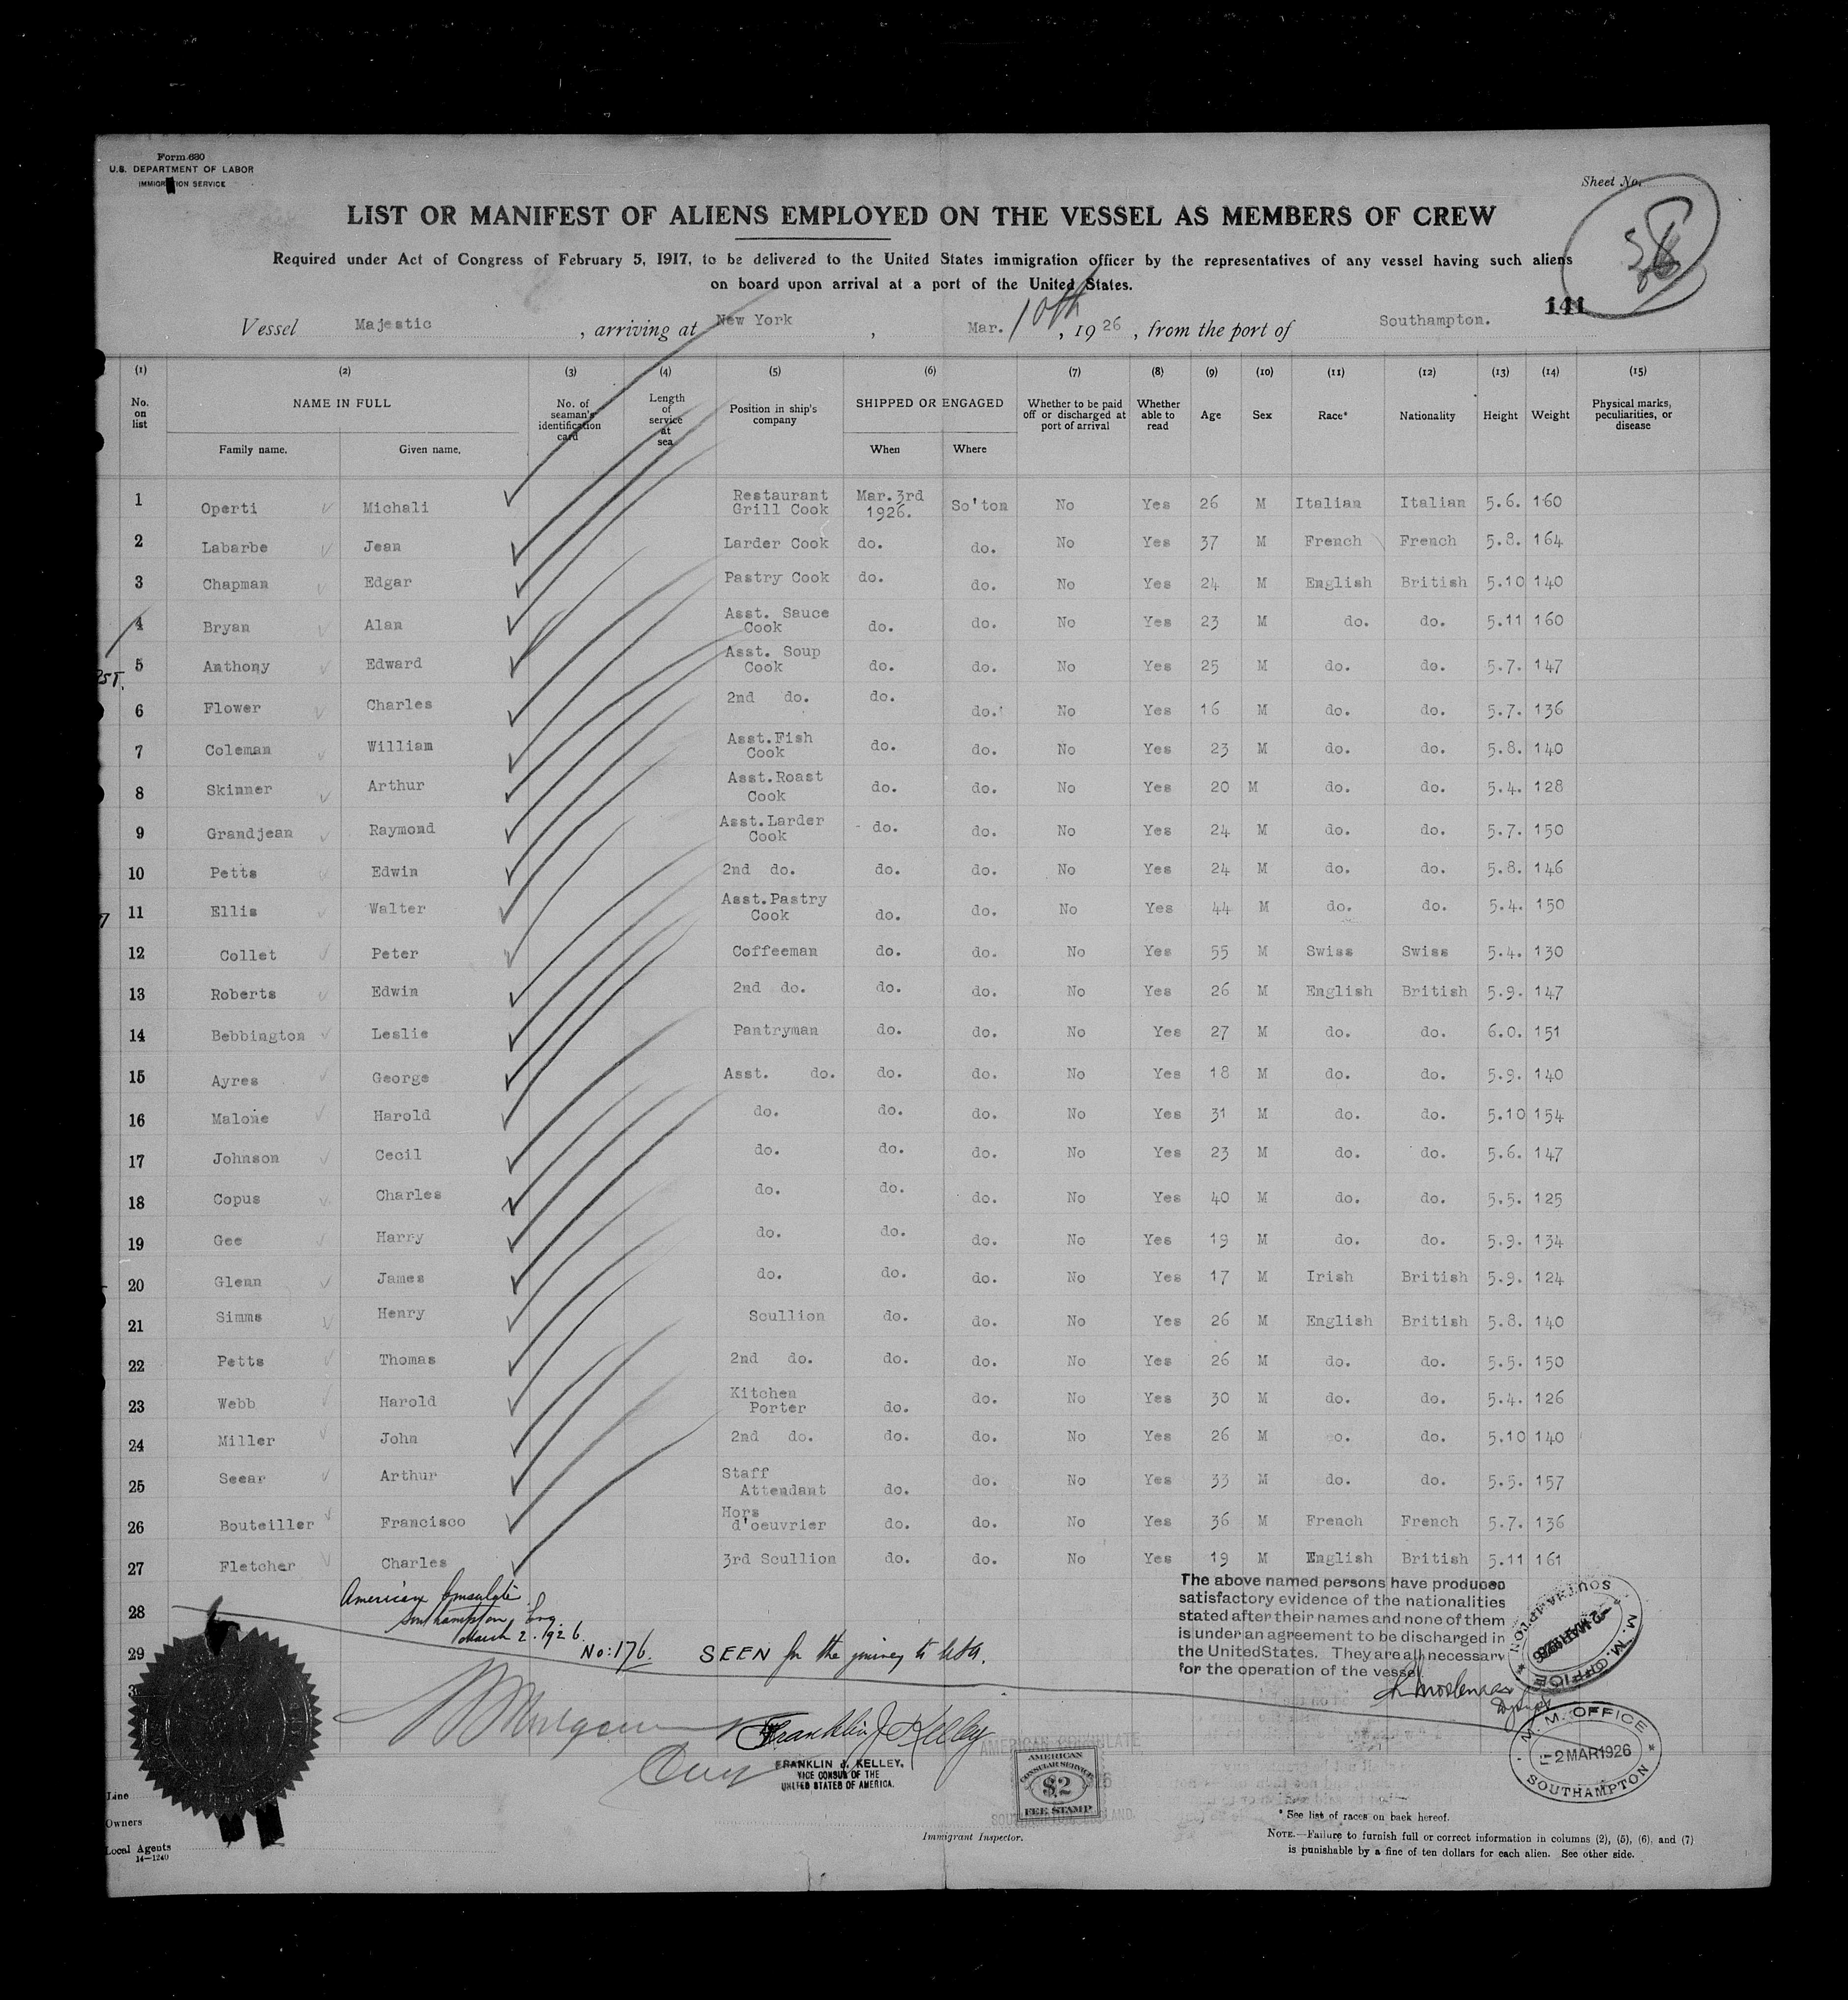 Form 680
U.S. DEPARTMENT OF LABOR
IMMIGRATION SERVICE
Sheet No.
LIST OR MANIFEST OF ALIENS EMPLOYED ON THE VESSEL AS MEMBERS OF CREW
Required under Act of Congress of February 5, 1917, to be delivered to the United States immigration officer by the representatives of any vessel having such aliens
on board upon arrival at a port of the United States.
141
Vessel Majestic, arriving at New York, Mar. 10th, 1926, from the port of Southampton.
(1) (2) (3) (4) (5) (6) (7) (8) (9) (10) (11) (12) (13) (14) (15)
No. on list NAME IN FULL No. of seaman's identification card Length of service at sea Position in ship's company SHIPPED OR ENGAGED Whether to be paid off or discharged at port of arrival Whether able to read Age Sex Race* Nationality Height Weight Physical marks, peculiarities, or disease
Family name. Given name. When Where
1 Operti Michali Restaurant Grill Cook Mar. 3rd 1926. So'ton No Yes 26 M Italian Italian 5.6. 160
2 Labarbe Jean Larder Cook do. do. No Yes 37 M French French 5.8. 164
3 Chapman Edgar Pastry Cook do. do. No Yes 24 M English British 5.10 140
4 Bryan Alan Asst. Sauce Cook do. do. No Yes 23 M do. do. 5.11 160
5 Anthony Edward Asst. Soup Cook do. do. No Yes 25 M do. do. 5.7. 147
6 Flower Charles 2nd do. do. do. No Yes 16 M do. do. 5.7. 136
7 Coleman William Asst.Fish Cook do. do. No Yes 23 M do. do. 5.8. 140
8 Skinner Arthur Asst.Roast Cook do. do. No Yes 20 M do. do. 5.4. 128
9 Grandjean Raymond Asst.Larder Cook do. do. No Yes 24 M do. do. 5.7. 150
10 Petts Edwin 2nd do. do. do. No Yes 24 M do. do. 5.8. 146
11 Ellis Walter Asst.Pastry Cook do. do. No Yes 44 M do. do. 5.4. 150
12 Collet Peter Coffeeman do. do. No Yes 55 M Swiss Swiss 5.4. 130
13 Roberts Edwin 2nd do. do. do. No Yes 26 M English British 5.9. 147
14 Bebbington Leslie Pantryman do. do. No Yes 27 M do. do. 6.0. 151
15 Ayres George Asst. do. do. do. No Yes 18 M do. do. 5.9. 140
16 Malone Harold do. do. do. No Yes 31 M do. do. 5.10 154
17 Johnson Cecil do. do. do. No Yes 23 M do. do. 5.6. 147
18 Copus Charles do. do. do. No Yes 40 M do. do. 5.5. 125
19 Gee Harry do. do. do. No Yes 19 M do. do. 5.9. 134
20 Glenn James do. do. do. No Yes 17 M Irish British 5.9. 124
21 Simms Henry Scullion do. do. No Yes 26 M English British 5.8. 140
22 Petts Thomas 2nd do. do. do. No Yes 26 M do. do. 5.5. 150
23 Webb Harold Kitchen Porter do. do. No Yes 30 M do. do. 5.4. 126
24 Miller John 2nd do. do. do. No Yes 26 M do. do. 5.10 140
25 Seear Arthur Staff Attendant do. do. No Yes 33 M do. do. 5.5. 157
26 Bouteiller Francisco Hors d'oeuvrier do. do. No Yes 36 M French French 5.7. 136
27 Fletcher Charles 3rd Scullion do. do. No Yes 19 M English British 5.11 161
28
29
American Consulate
Southampton, Eng.
March 2. 1926.
No: 176. SEEN for the journey to USA.
The above named persons have produced
satisfactory evidence of the nationalities
stated after their names and none of them
is under an agreement to be discharged in
the United States. They are all necessary
for the operation of the vessel
M. M. OFFICE
SOUTHAMPTON
2 MAR 1926
Franklin J Kelley
FRANKLIN J. KELLEY,
VICE CONSUL OF THE
UNITED STATES OF AMERICA.
AMERICAN CONSULATE
AMERICAN
CONSULAR SERVICE
$2
FEE STAMP
M. M. OFFICE
2 MAR 1926
SOUTHAMPTON
Line
Owners
Local Agents
14—1240
Immigrant Inspector.
* See list of races on back hereof.
NOTE.—Failure to furnish full or correct information in columns (2), (5), (6), and (7)
is punishable by a fine of ten dollars for each alien. See other side.